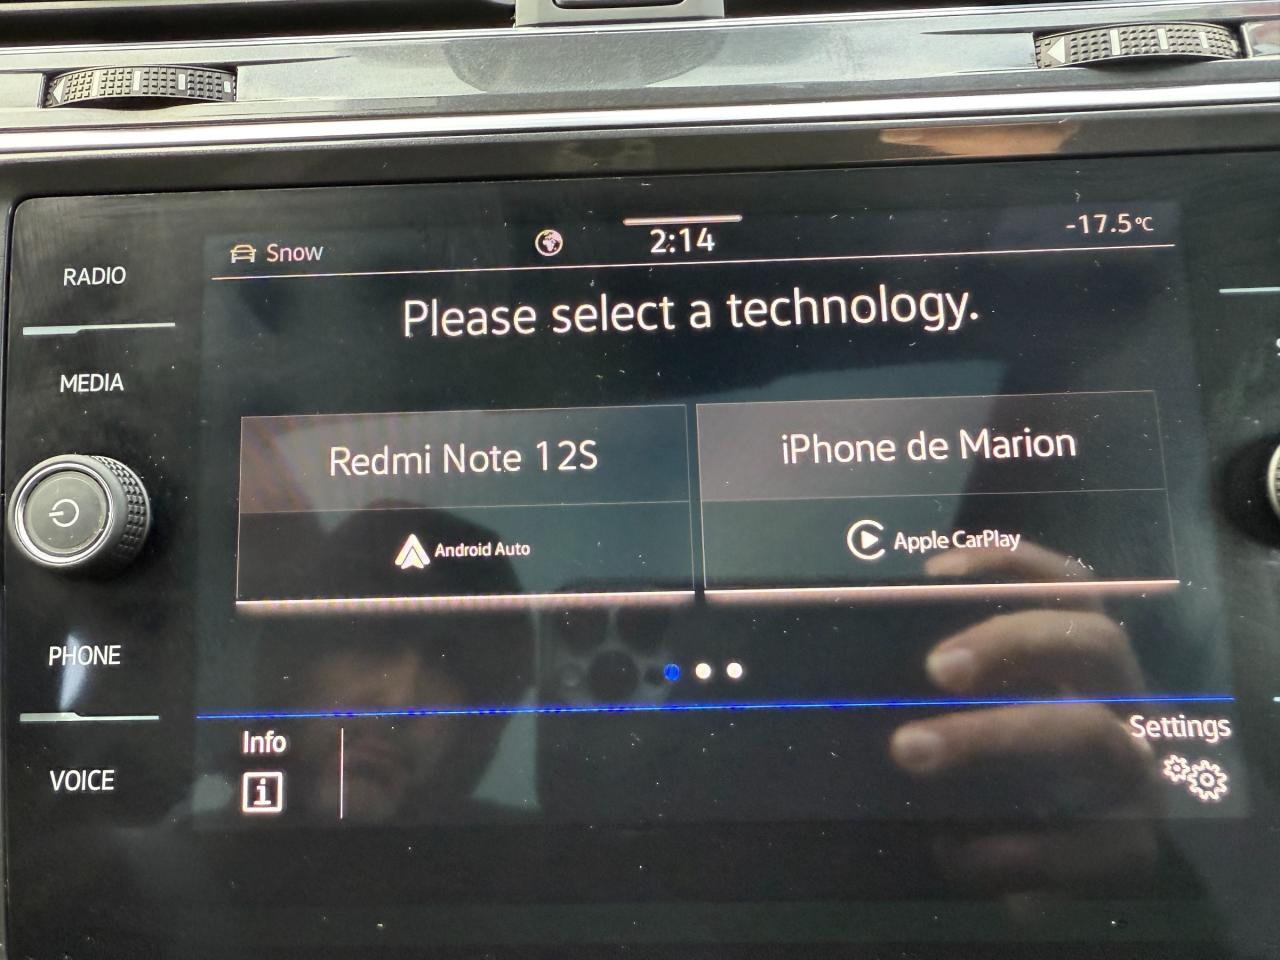 RADIO
MEDIA
PHONE
VOICE
Snow
2:14
-17.5°C
Please select a technology.
Redmi Note 12S
Android Auto
iPhone de Marion
Apple CarPlay
Info
Settings